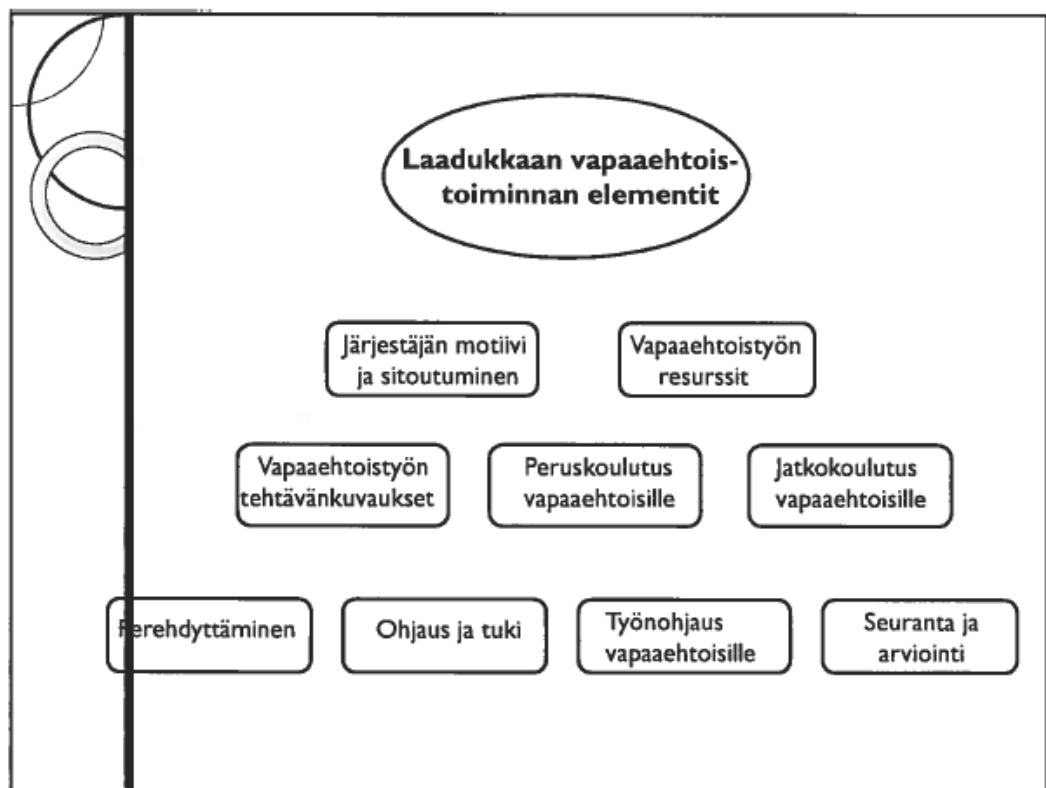 Laadukkaan vapaaehtois-
toiminnan elementit
Järjestäjän motiivi
ja sitoutuminen
Vapaaehtoistyön
resurssit
Vapaaehtoistyön
tehtävänkuvaukset
Peruskoulutus
vapaaehtoisille
Jatkokoulutus
vapaaehtoisille
Perehdyttäminen
Ohjaus ja tuki
Työnohjaus
vapaaehtoisille
Seuranta ja
arviointi